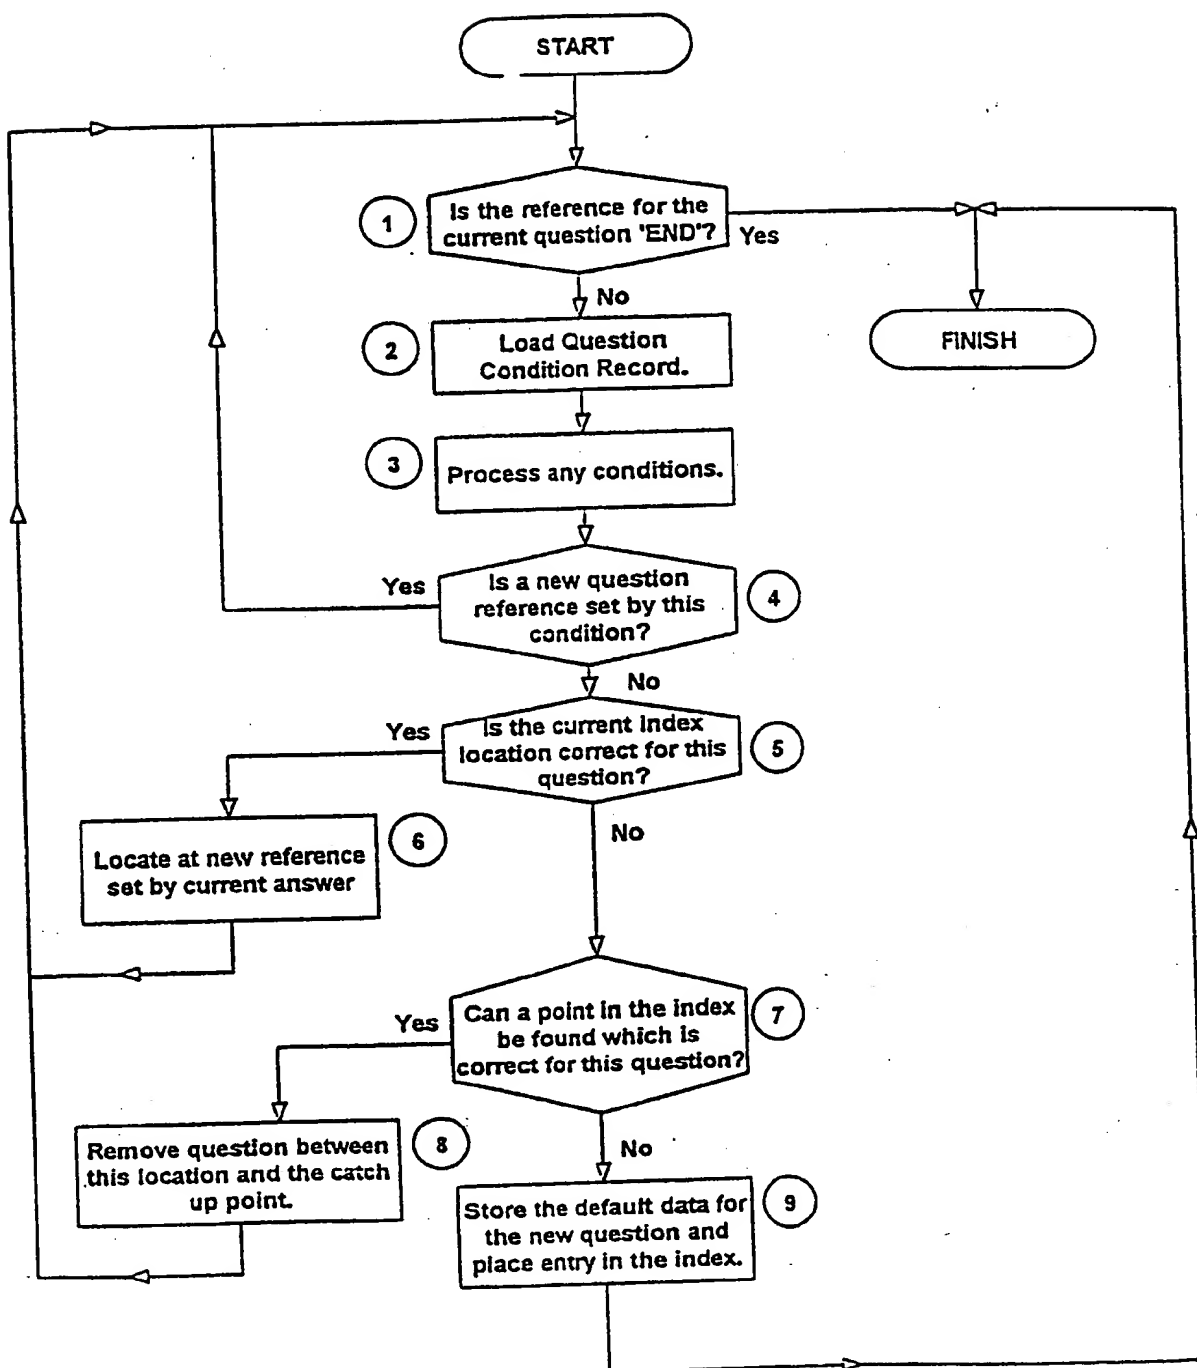 START
1
Is the reference for the
current question 'END'?
Yes
No
2
Load Question
Condition Record.
FINISH
3
Process any conditions.
Yes
Is a new question
reference set by this
condition?
4
No
Yes
Is the current index
location correct for this
question?
5
No
6
Locate at new reference
set by current answer
Yes
Can a point in the index
be found which is
correct for this question?
7
No
8
Remove question between
this location and the catch
up point.
9
Store the default data for
the new question and
place entry in the index.